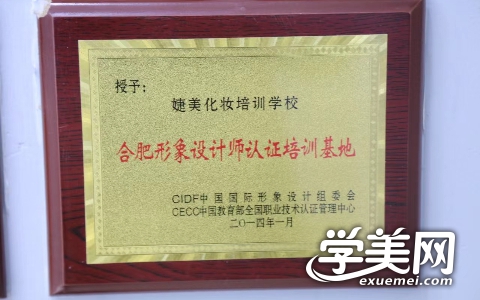 授予：
婕美化妆培训学校
合肥形象设计师认证培训基地
CIDF中国国际形象设计组委会
CECC中国教育部全国职业技术认证管理中心
二〇一四年一月
学美网
exuemei.com